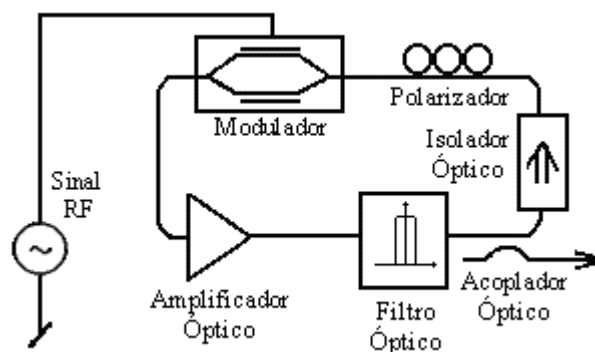 Modulador
Polarizador
Isolador
Óptico
Sinal
RF
Amplificador
Óptico
Filtro
Óptico
Acoplador
Óptico